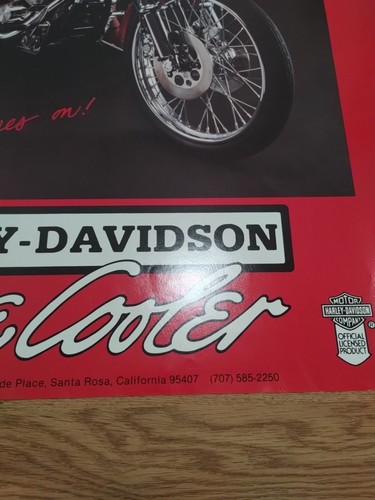 es on!
Y-DAVIDSON
E Cooler
de Place, Santa Rosa, California 95407 (707) 585-2250
MOTOR
HARLEY-DAVIDSON
COMPANY
OFFICIAL
LICENSED
PRODUCT
®